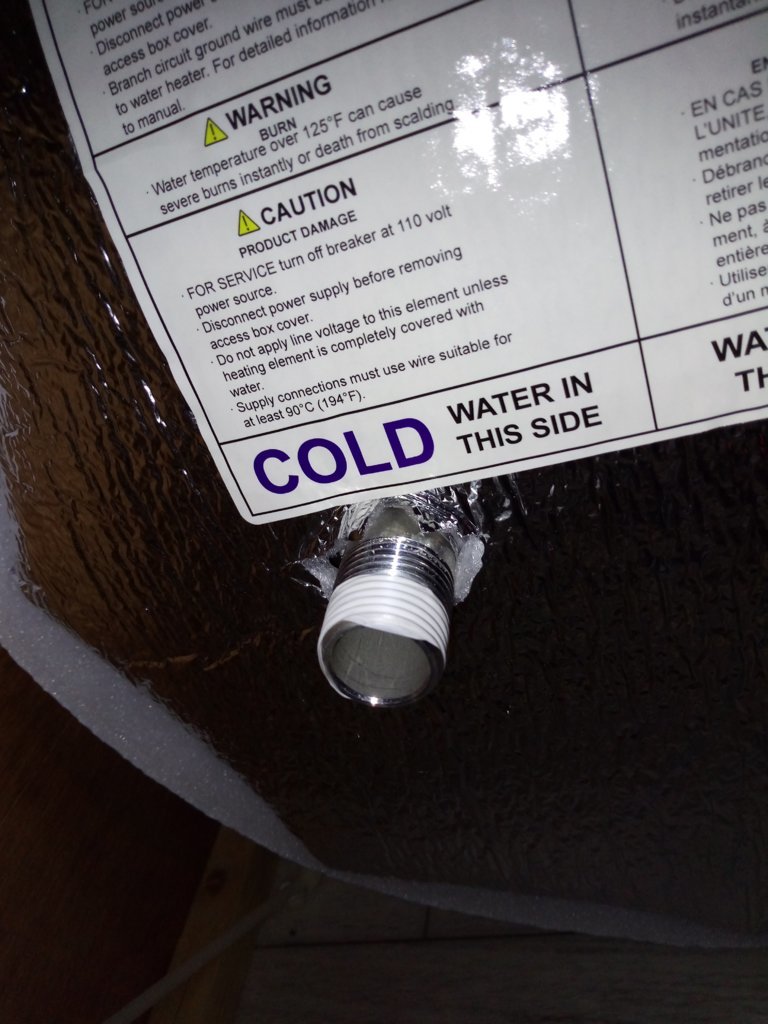 · FOR
power sour
· Disconnect power
access box cover.
· Branch circuit ground wire must b
to water heater. For detailed information
to manual.
WARNING
BURN
· Water temperature over 125°F can cause
severe burns instantly or death from scalding
CAUTION
PRODUCT DAMAGE
· FOR SERVICE turn off breaker at 110 volt
power source.
· Disconnect power supply before removing
access box cover.
· Do not apply line voltage to this element unless
heating element is completely covered with
water.
· Supply connections must use wire suitable for
at least 90°C (194°F).
COLD WATER IN
THIS SIDE
instanta
EN
· EN CAS
L'UNITE,
mentatio
· Débranc
retirer le
· Ne pas
ment, à
entière
· Utilise
d'un n
WA
TH